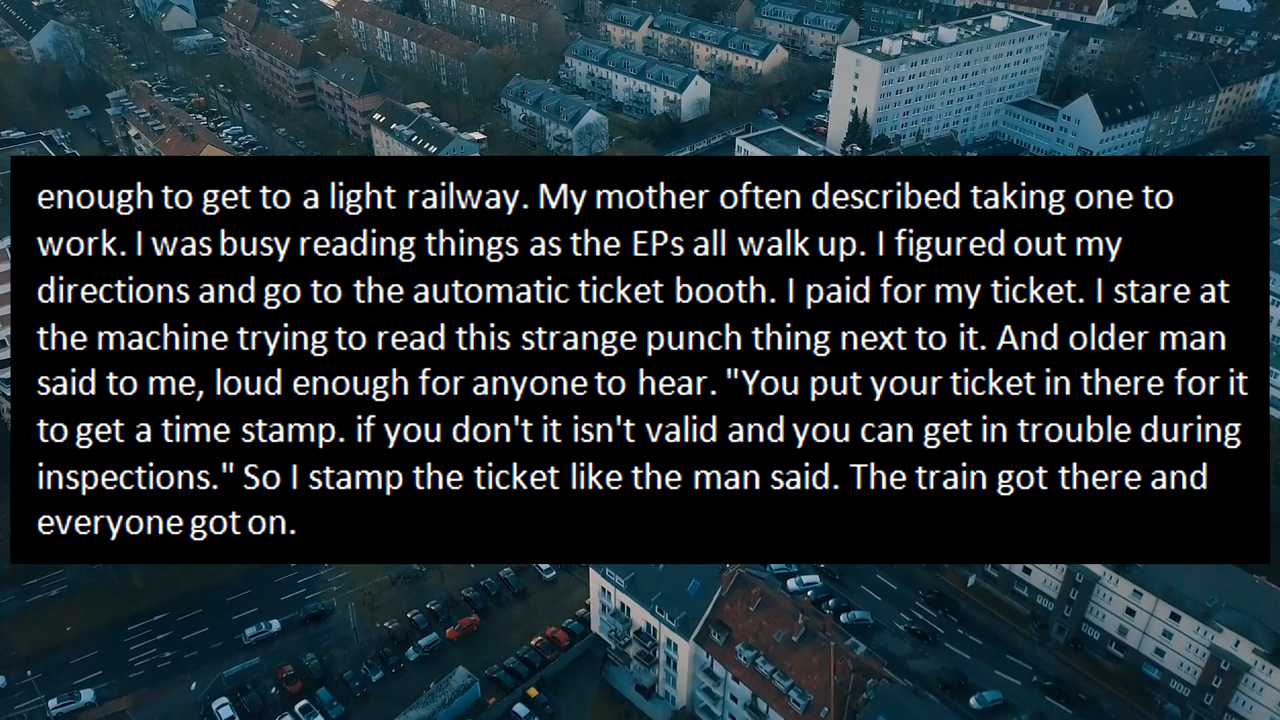 enough to get to a light railway. My mother often described taking one to
work. I was busy reading things as the EPs all walk up. I figured out my
directions and go to the automatic ticket booth. I paid for my ticket. I stare at
the machine trying to read this strange punch thing next to it. And older man
said to me, loud enough for anyone to hear. "You put your ticket in there for it
to get a time stamp. if you don't it isn't valid and you can get in trouble during
inspections." So I stamp the ticket like the man said. The train got there and
everyone got on.